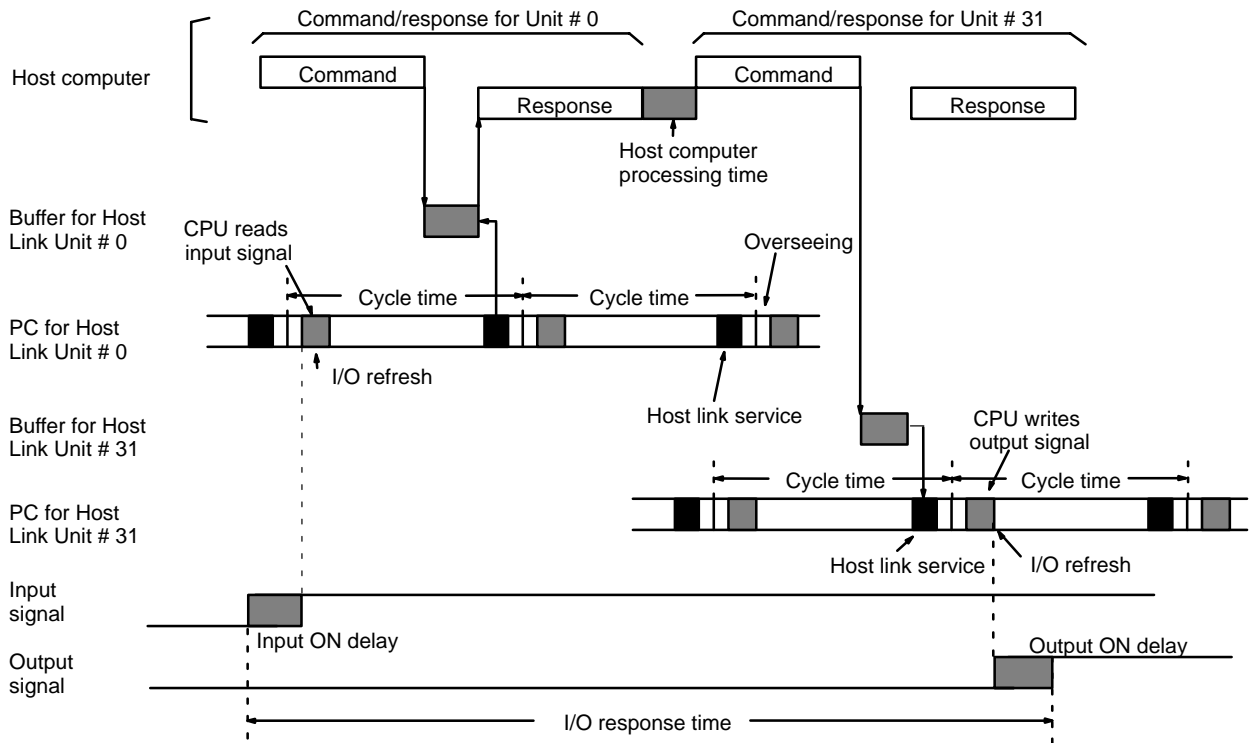 Command/response for Unit # 0
Command/response for Unit # 31
Host computer
Command
Command
Response
Response
Host computer
processing time
Buffer for Host
Link Unit # 0
CPU reads
input signal
Overseeing
Cycle time
Cycle time
PC for Host
Link Unit # 0
I/O refresh
Host link service
Buffer for Host
Link Unit # 31
CPU writes
output signal
Cycle time
Cycle time
PC for Host
Link Unit # 31
Host link service
I/O refresh
Input
signal
Input ON delay
Output
signal
Output ON delay
I/O response time